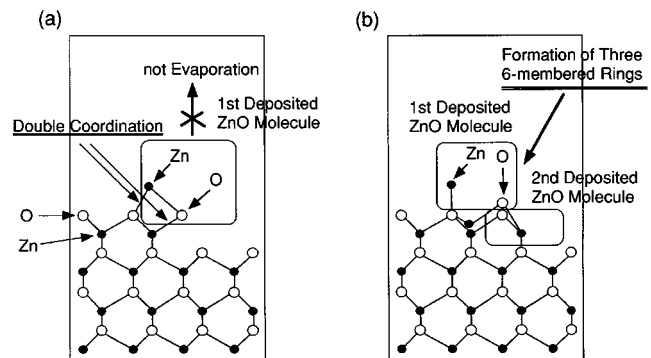 (a)
not Evaporation
1st Deposited
ZnO Molecule
Double Coordination
Zn
O
O
Zn
(b)
Formation of Three
6-membered Rings
1st Deposited
ZnO Molecule
Zn
O
2nd Deposited
ZnO Molecule